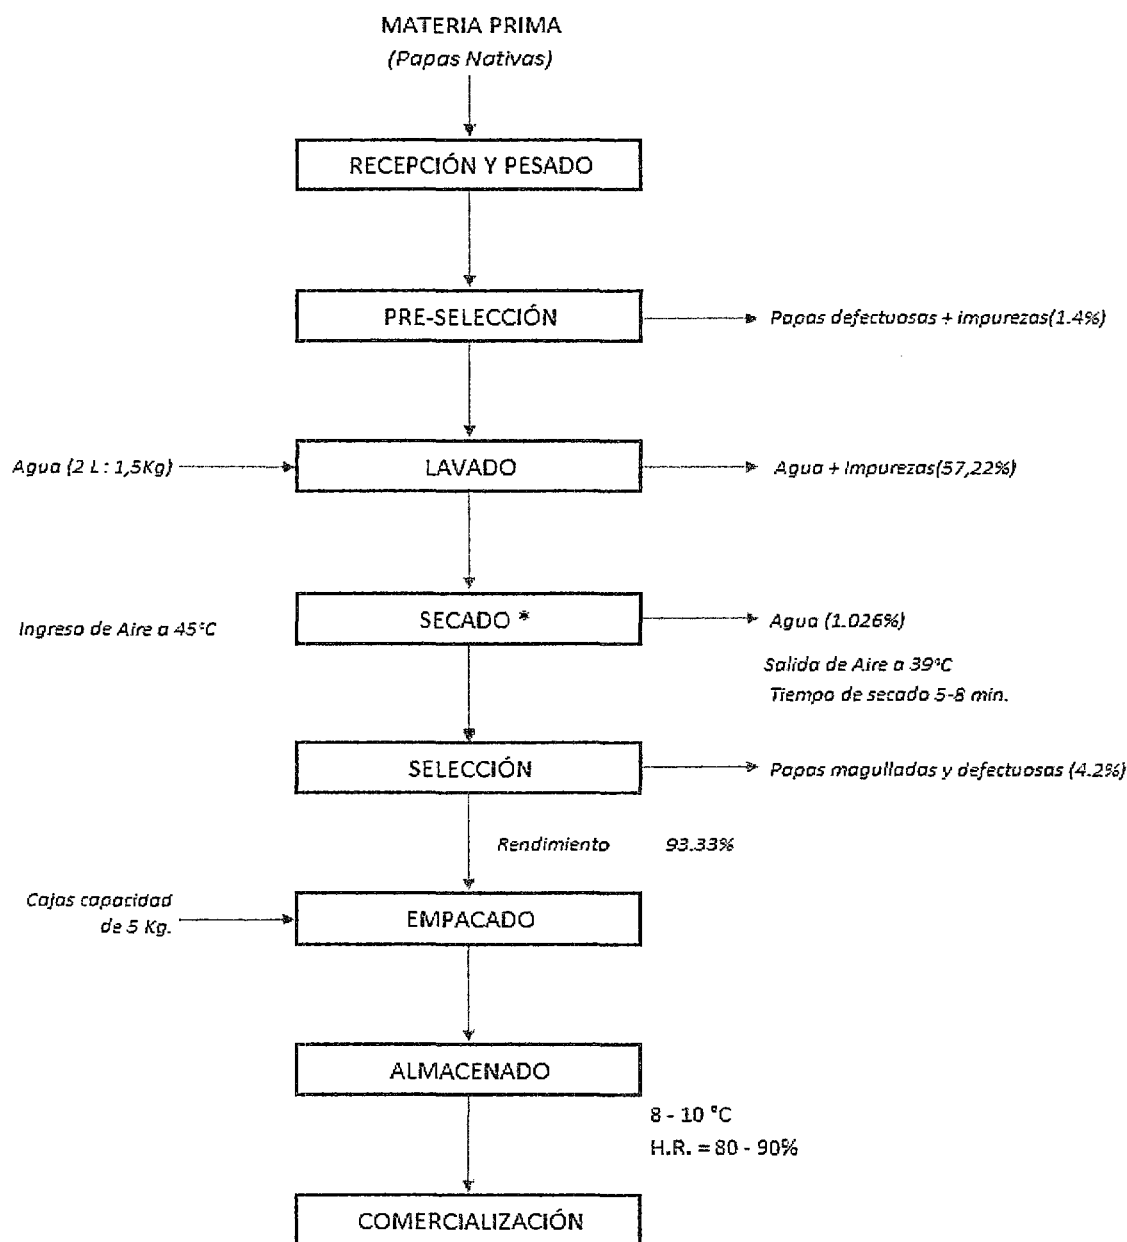 MATERIA PRIMA
(Papas Nativas)
RECEPCIÓN Y PESADO
PRE-SELECCIÓN
Papas defectuosas + impurezas(1.4%)
Agua (2 L : 1,5Kg)
LAVADO
Agua + Impurezas(57,22%)
Ingreso de Aire a 45°C
SECADO *
Agua (1.026%)
Salida de Aire a 39°C
Tiempo de secado 5-8 min.
SELECCIÓN
Papas magulladas y defectuosas (4.2%)
Rendimiento 93.33%
Cajas capacidad
de 5 Kg.
EMPACADO
ALMACENADO
8 - 10 °C
H.R. = 80 - 90%
COMERCIALIZACIÓN